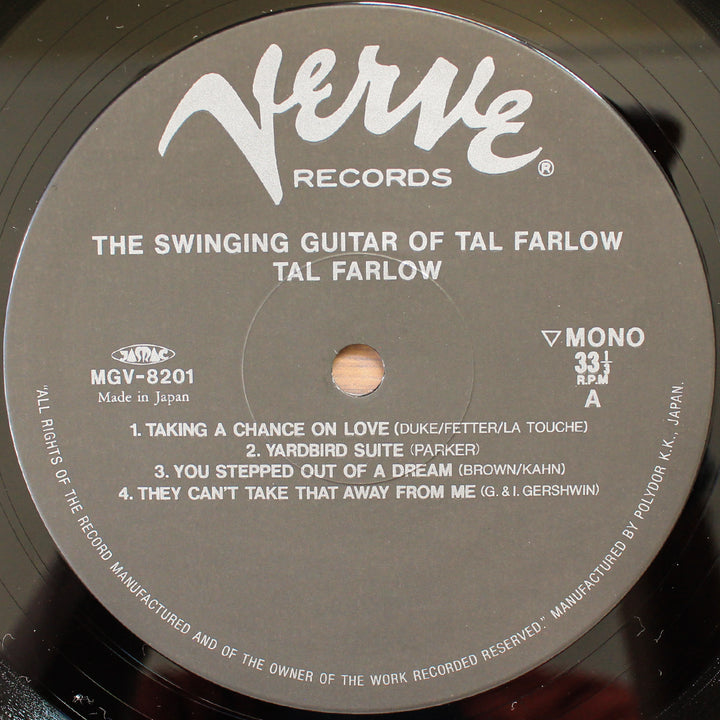 Verve
RECORDS ®
THE SWINGING GUITAR OF TAL FARLOW
TAL FARLOW
JASRAC
MGV-8201
Made in Japan
▽MONO
33 1/3
R.P.M
A
1. TAKING A CHANCE ON LOVE (DUKE/FETTER/LA TOUCHE)
2. YARDBIRD SUITE (PARKER)
3. YOU STEPPED OUT OF A DREAM (BROWN/KAHN)
4. THEY CAN'T TAKE THAT AWAY FROM ME (G. & I. GERSHWIN)
"ALL RIGHTS OF THE RECORD MANUFACTURED AND OF THE OWNER OF THE WORK RECORDED RESERVED." MANUFACTURED BY POLYDOR K.K., JAPAN.